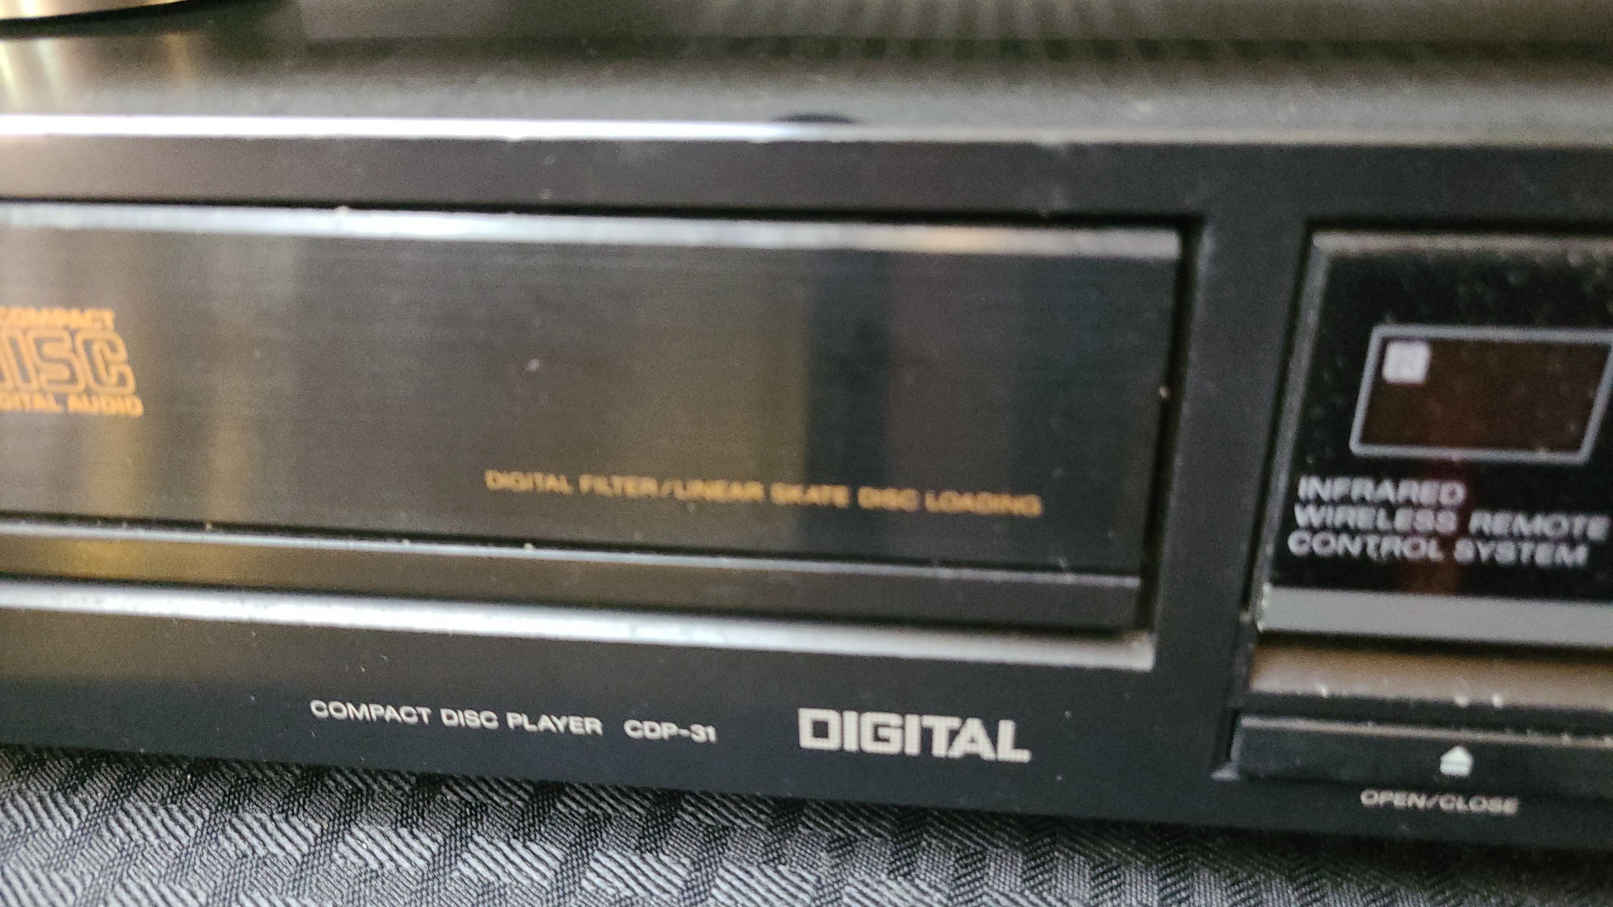 COMPACT
DISC
DIGITAL AUDIO
DIGITAL FILTER/LINEAR SKATE DISC LOADING
INFRARED
WIRELESS REMOTE
CONTROL SYSTEM
COMPACT DISC PLAYER CDP-31
DIGITAL
OPEN/CLOSE